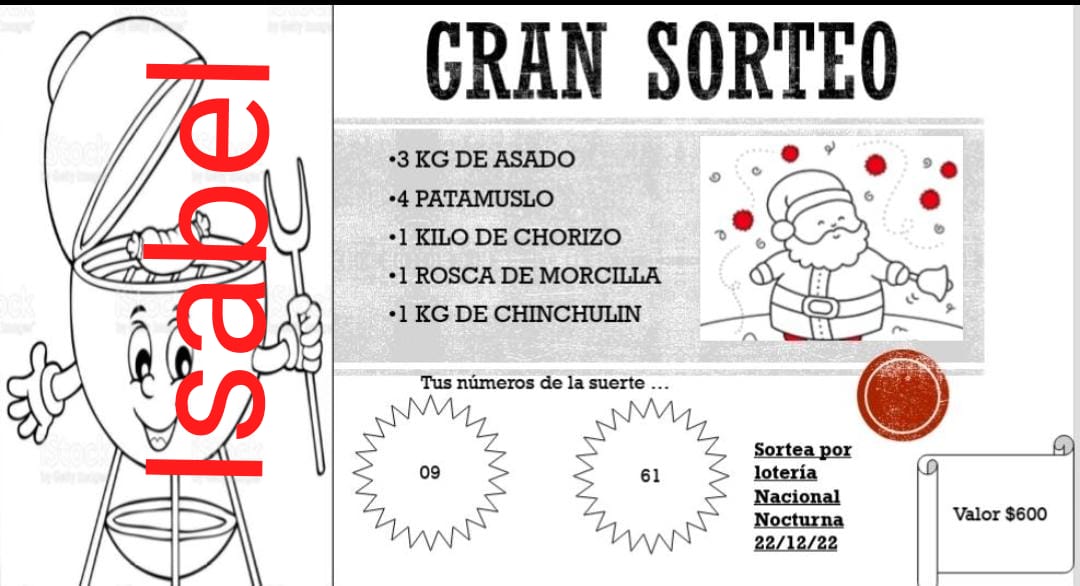 GRAN SORTEO
Isabel
•3 KG DE ASADO
•4 PATAMUSLO
•1 KILO DE CHORIZO
•1 ROSCA DE MORCILLA
•1 KG DE CHINCHULIN
Tus números de la suerte ...
09
61
Sortea por
lotería
Nacional
Nocturna
22/12/22
Valor $600